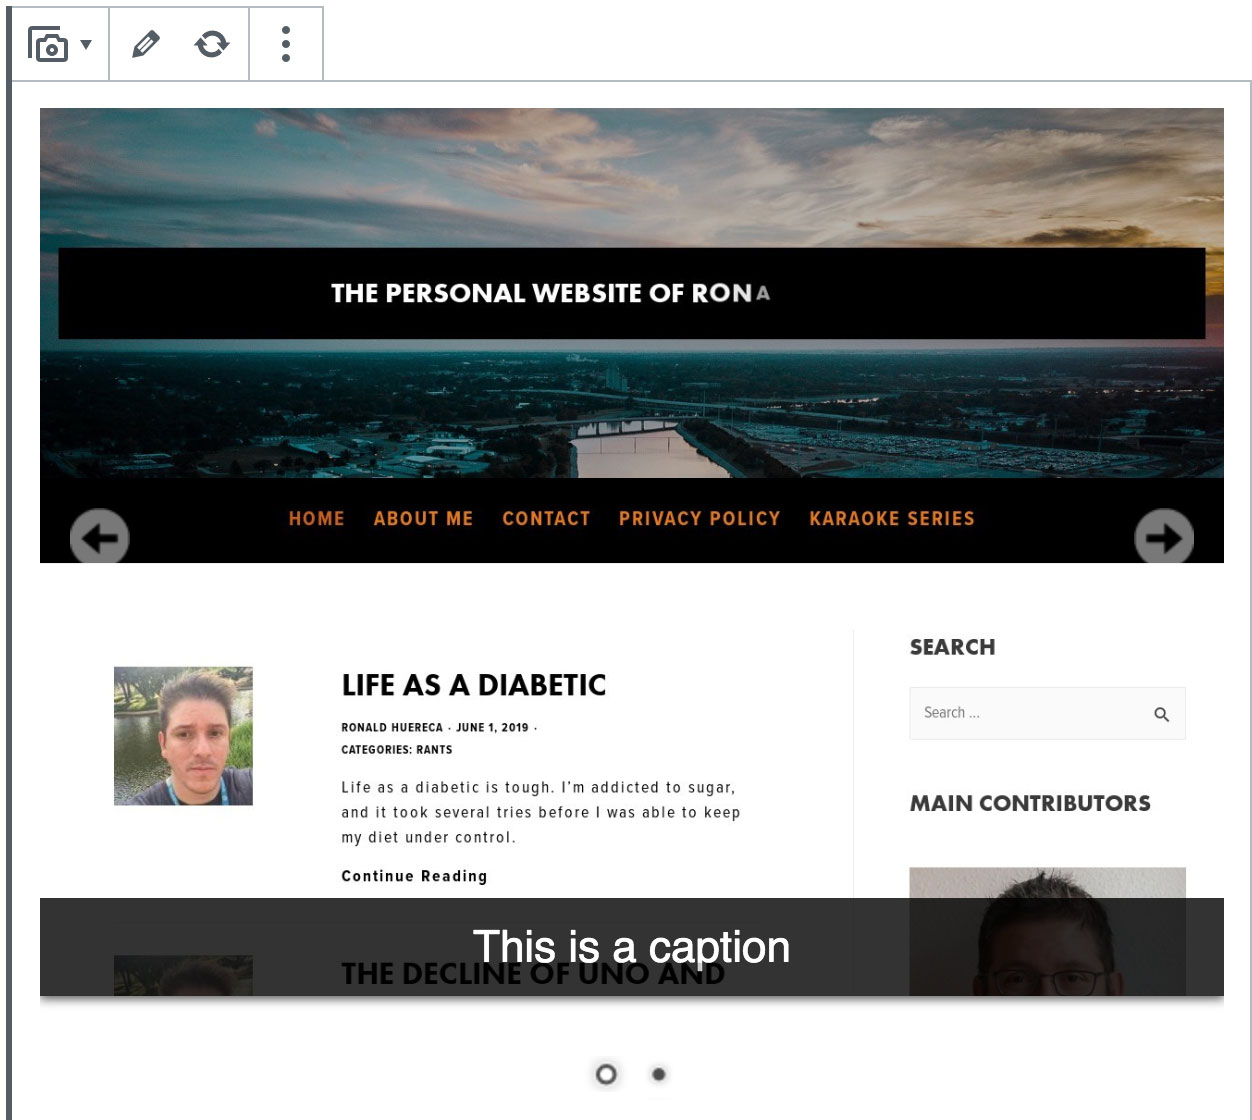 THE PERSONAL WEBSITE OF RONA
HOME ABOUT ME CONTACT PRIVACY POLICY KARAOKE SERIES
LIFE AS A DIABETIC
RONALD HUERECA · JUNE 1, 2019 ·
CATEGORIES: RANTS
Life as a diabetic is tough. I'm addicted to sugar,
and it took several tries before I was able to keep
my diet under control.
Continue Reading
SEARCH
Search ...
MAIN CONTRIBUTORS
This is a caption
THE DECLINE OF UNO AND